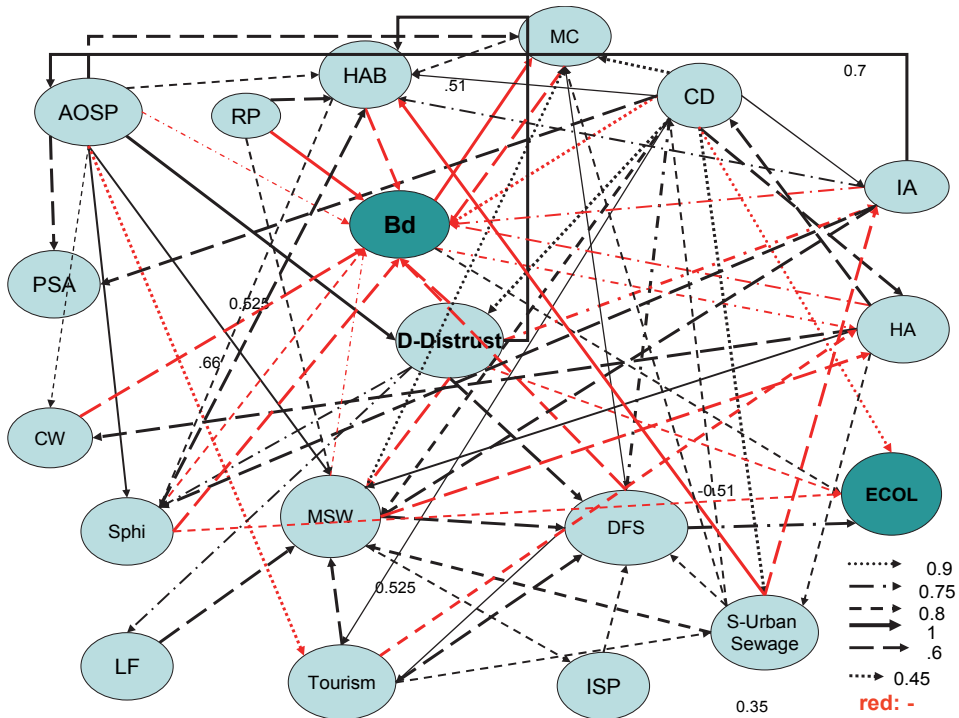 MC
HAB
.51
0.7
CD
AOSP
RP
IA
Bd
PSA
0.525
HA
D-Distrust
.66
CW
-0.51
ECOL
Sphi
MSW
DFS
0.9
0.525
0.75
0.8
S-Urban
Sewage
1
.6
LF
Tourism
ISP
0.45
0.35
red: -